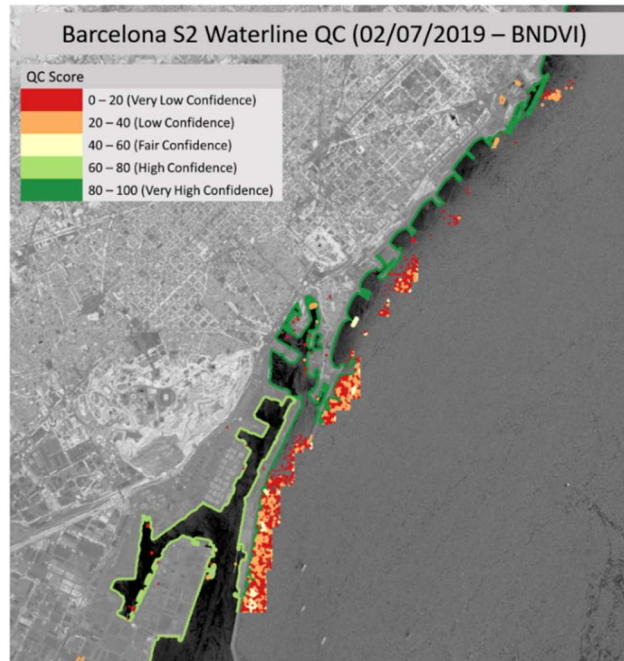 Barcelona S2 Waterline QC (02/07/2019 – BNDVI)
QC Score
0 – 20 (Very Low Confidence)
20 – 40 (Low Confidence)
40 – 60 (Fair Confidence)
60 – 80 (High Confidence)
80 – 100 (Very High Confidence)